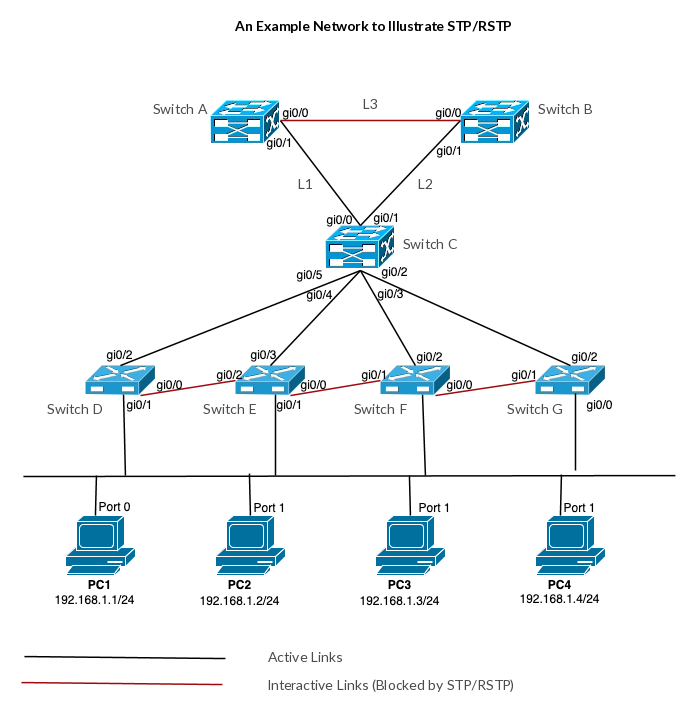 An Example Network to Illustrate STP/RSTP
L3
Switch A
gi0/0
gi0/0
Switch B
gi0/1
gi0/1
L1
L2
gi0/0
gi0/1
Switch C
gi0/5
gi0/2
gi0/4
gi0/3
gi0/2
gi0/3
gi0/2
gi0/2
gi0/0
gi0/2
gi0/0
gi0/1
gi0/0
gi0/1
Switch D
gi0/1
Switch E
gi0/1
Switch F
Switch G
gi0/0
Port 0
Port 1
Port 1
Port 1
PC1
PC2
PC3
PC4
192.168.1.1/24
192.168.1.2/24
192.168.1.3/24
192.168.1.4/24
Active Links
Interactive Links (Blocked by STP/RSTP)